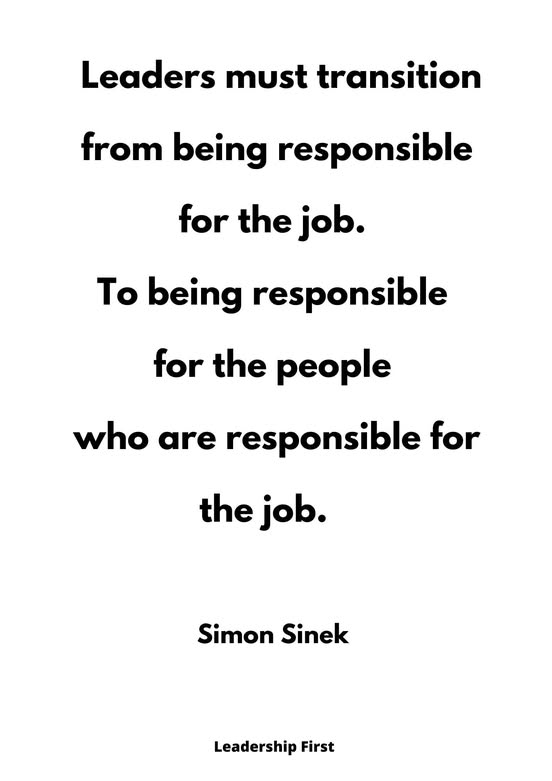 Leaders must transition
from being responsible
for the job.
To being responsible
for the people
who are responsible for
the job.
Simon Sinek
Leadership First